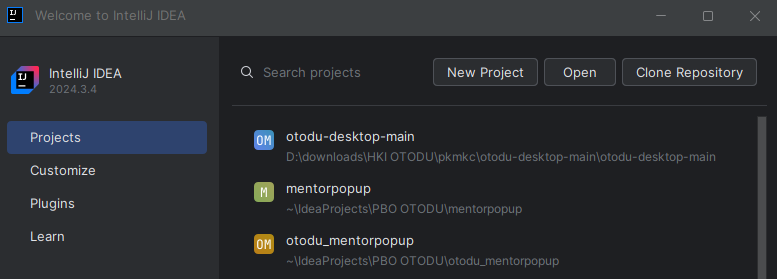 Welcome to IntelliJ IDEA
IntelliJ IDEA
2024.3.4
Projects
Customize
Plugins
Learn
Search projects
New Project
Open
Clone Repository
OM
otodu-desktop-main
D:\downloads\HKI OTODU\pkmkc\otodu-desktop-main\otodu-desktop-main
M
mentorpopup
~\IdeaProjects\PBO OTODU\mentorpopup
OM
otodu_mentorpopup
~\IdeaProjects\PBO OTODU\otodu_mentorpopup